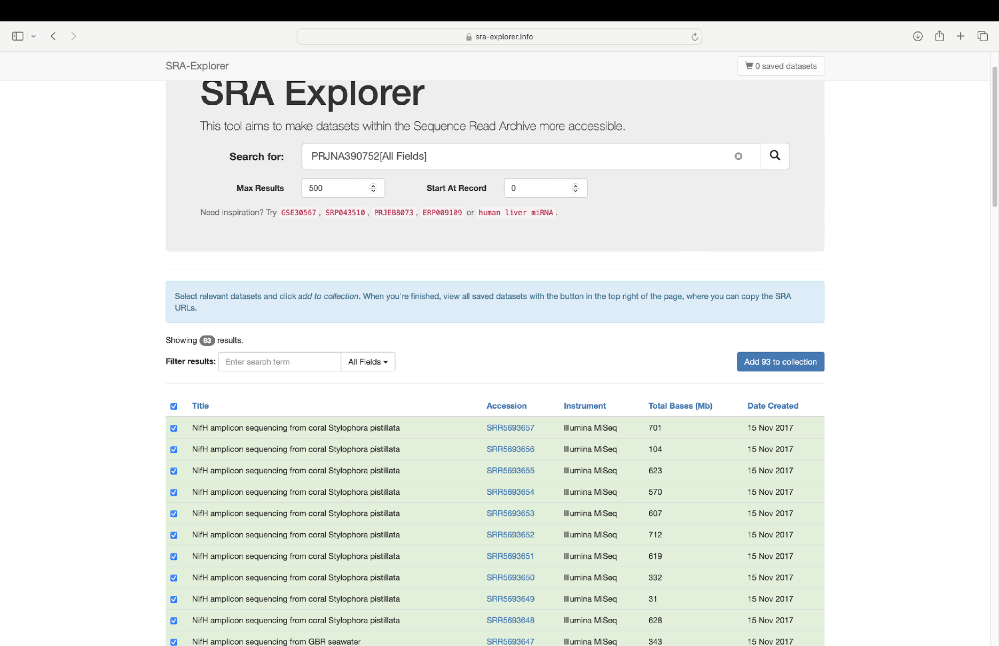 sra-explorer.info
SRA-Explorer
0 saved datasets
SRA Explorer
This tool aims to make datasets within the Sequence Read Archive more accessible.
Search for: PRJNA390752[All Fields]
Max Results 500 Start At Record 0
Need inspiration? Try GSE30567, SRP043510, PRJEB8073, ERP009109 or human liver miRNA.
Select relevant datasets and click add to collection. When you're finished, view all saved datasets with the button in the top right of the page, where you can copy the SRA
URLs.
Showing 93 results.
Filter results: Enter search term All Fields Add 93 to collection
Title Accession Instrument Total Bases (Mb) Date Created
NifH amplicon sequencing from coral Stylophora pistillata SRR5693657 Illumina MiSeq 701 15 Nov 2017
NifH amplicon sequencing from coral Stylophora pistillata SRR5693656 Illumina MiSeq 104 15 Nov 2017
NifH amplicon sequencing from coral Stylophora pistillata SRR5693655 Illumina MiSeq 623 15 Nov 2017
NifH amplicon sequencing from coral Stylophora pistillata SRR5693654 Illumina MiSeq 570 15 Nov 2017
NifH amplicon sequencing from coral Stylophora pistillata SRR5693653 Illumina MiSeq 607 15 Nov 2017
NifH amplicon sequencing from coral Stylophora pistillata SRR5693652 Illumina MiSeq 712 15 Nov 2017
NifH amplicon sequencing from coral Stylophora pistillata SRR5693651 Illumina MiSeq 619 15 Nov 2017
NifH amplicon sequencing from coral Stylophora pistillata SRR5693650 Illumina MiSeq 332 15 Nov 2017
NifH amplicon sequencing from coral Stylophora pistillata SRR5693649 Illumina MiSeq 31 15 Nov 2017
NifH amplicon sequencing from coral Stylophora pistillata SRR5693648 Illumina MiSeq 628 15 Nov 2017
NifH amplicon sequencing from GBR seawater SRR5693647 Illumina MiSeq 343 15 Nov 2017